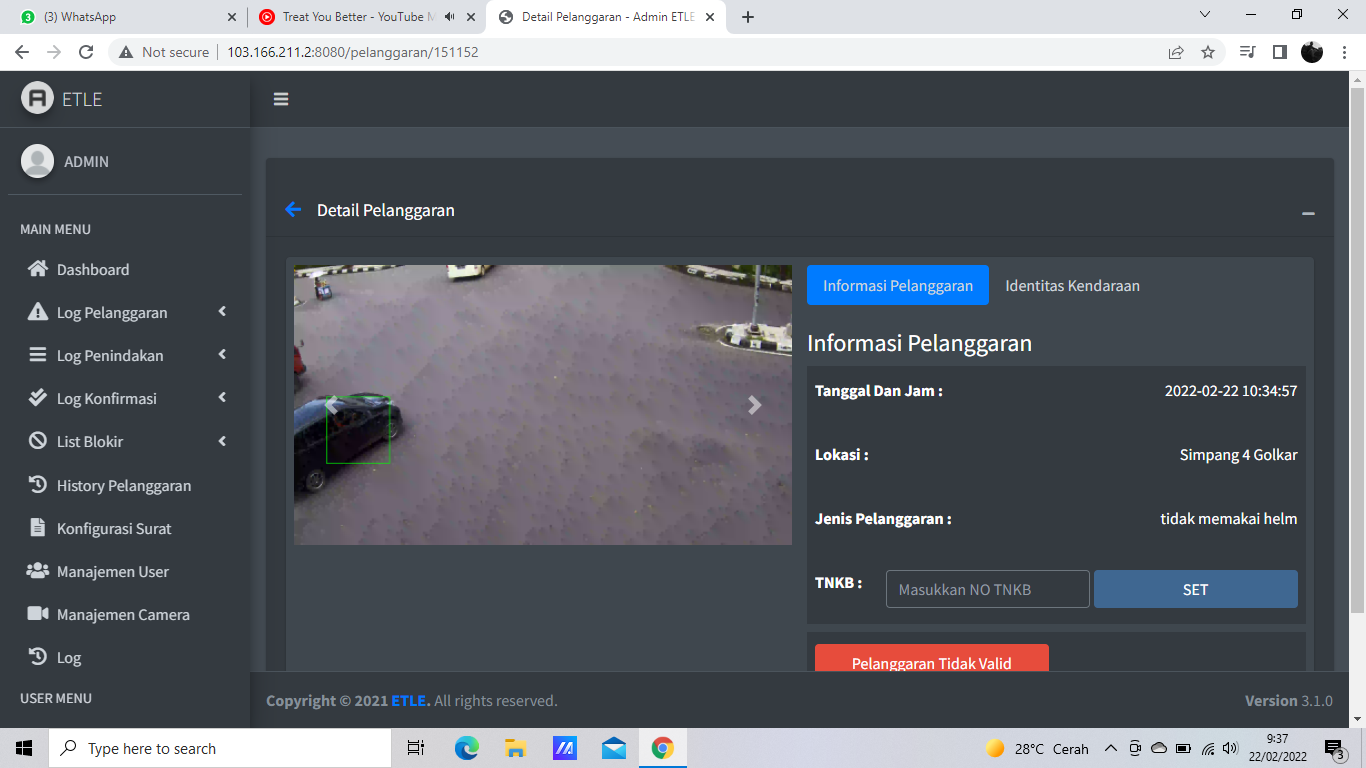 (3) WhatsApp
Treat You Better - YouTube M
Detail Pelanggaran - Admin ETLE
Not secure
103.166.211.2:8080/pelanggaran/151152
ETLE
ADMIN
MAIN MENU
Dashboard
Log Pelanggaran
Log Penindakan
Log Konfirmasi
List Blokir
History Pelanggaran
Konfigurasi Surat
Manajemen User
Manajemen Camera
Log
USER MENU
Detail Pelanggaran
Informasi Pelanggaran
Identitas Kendaraan
Informasi Pelanggaran
Tanggal Dan Jam : 2022-02-22 10:34:57
Lokasi : Simpang 4 Golkar
Jenis Pelanggaran : tidak memakai helm
TNKB : Masukkan NO TNKB SET
Pelanggaran Tidak Valid
Copyright © 2021 ETLE. All rights reserved.
Version 3.1.0
Type here to search
28°C Cerah
9:37
22/02/2022
3